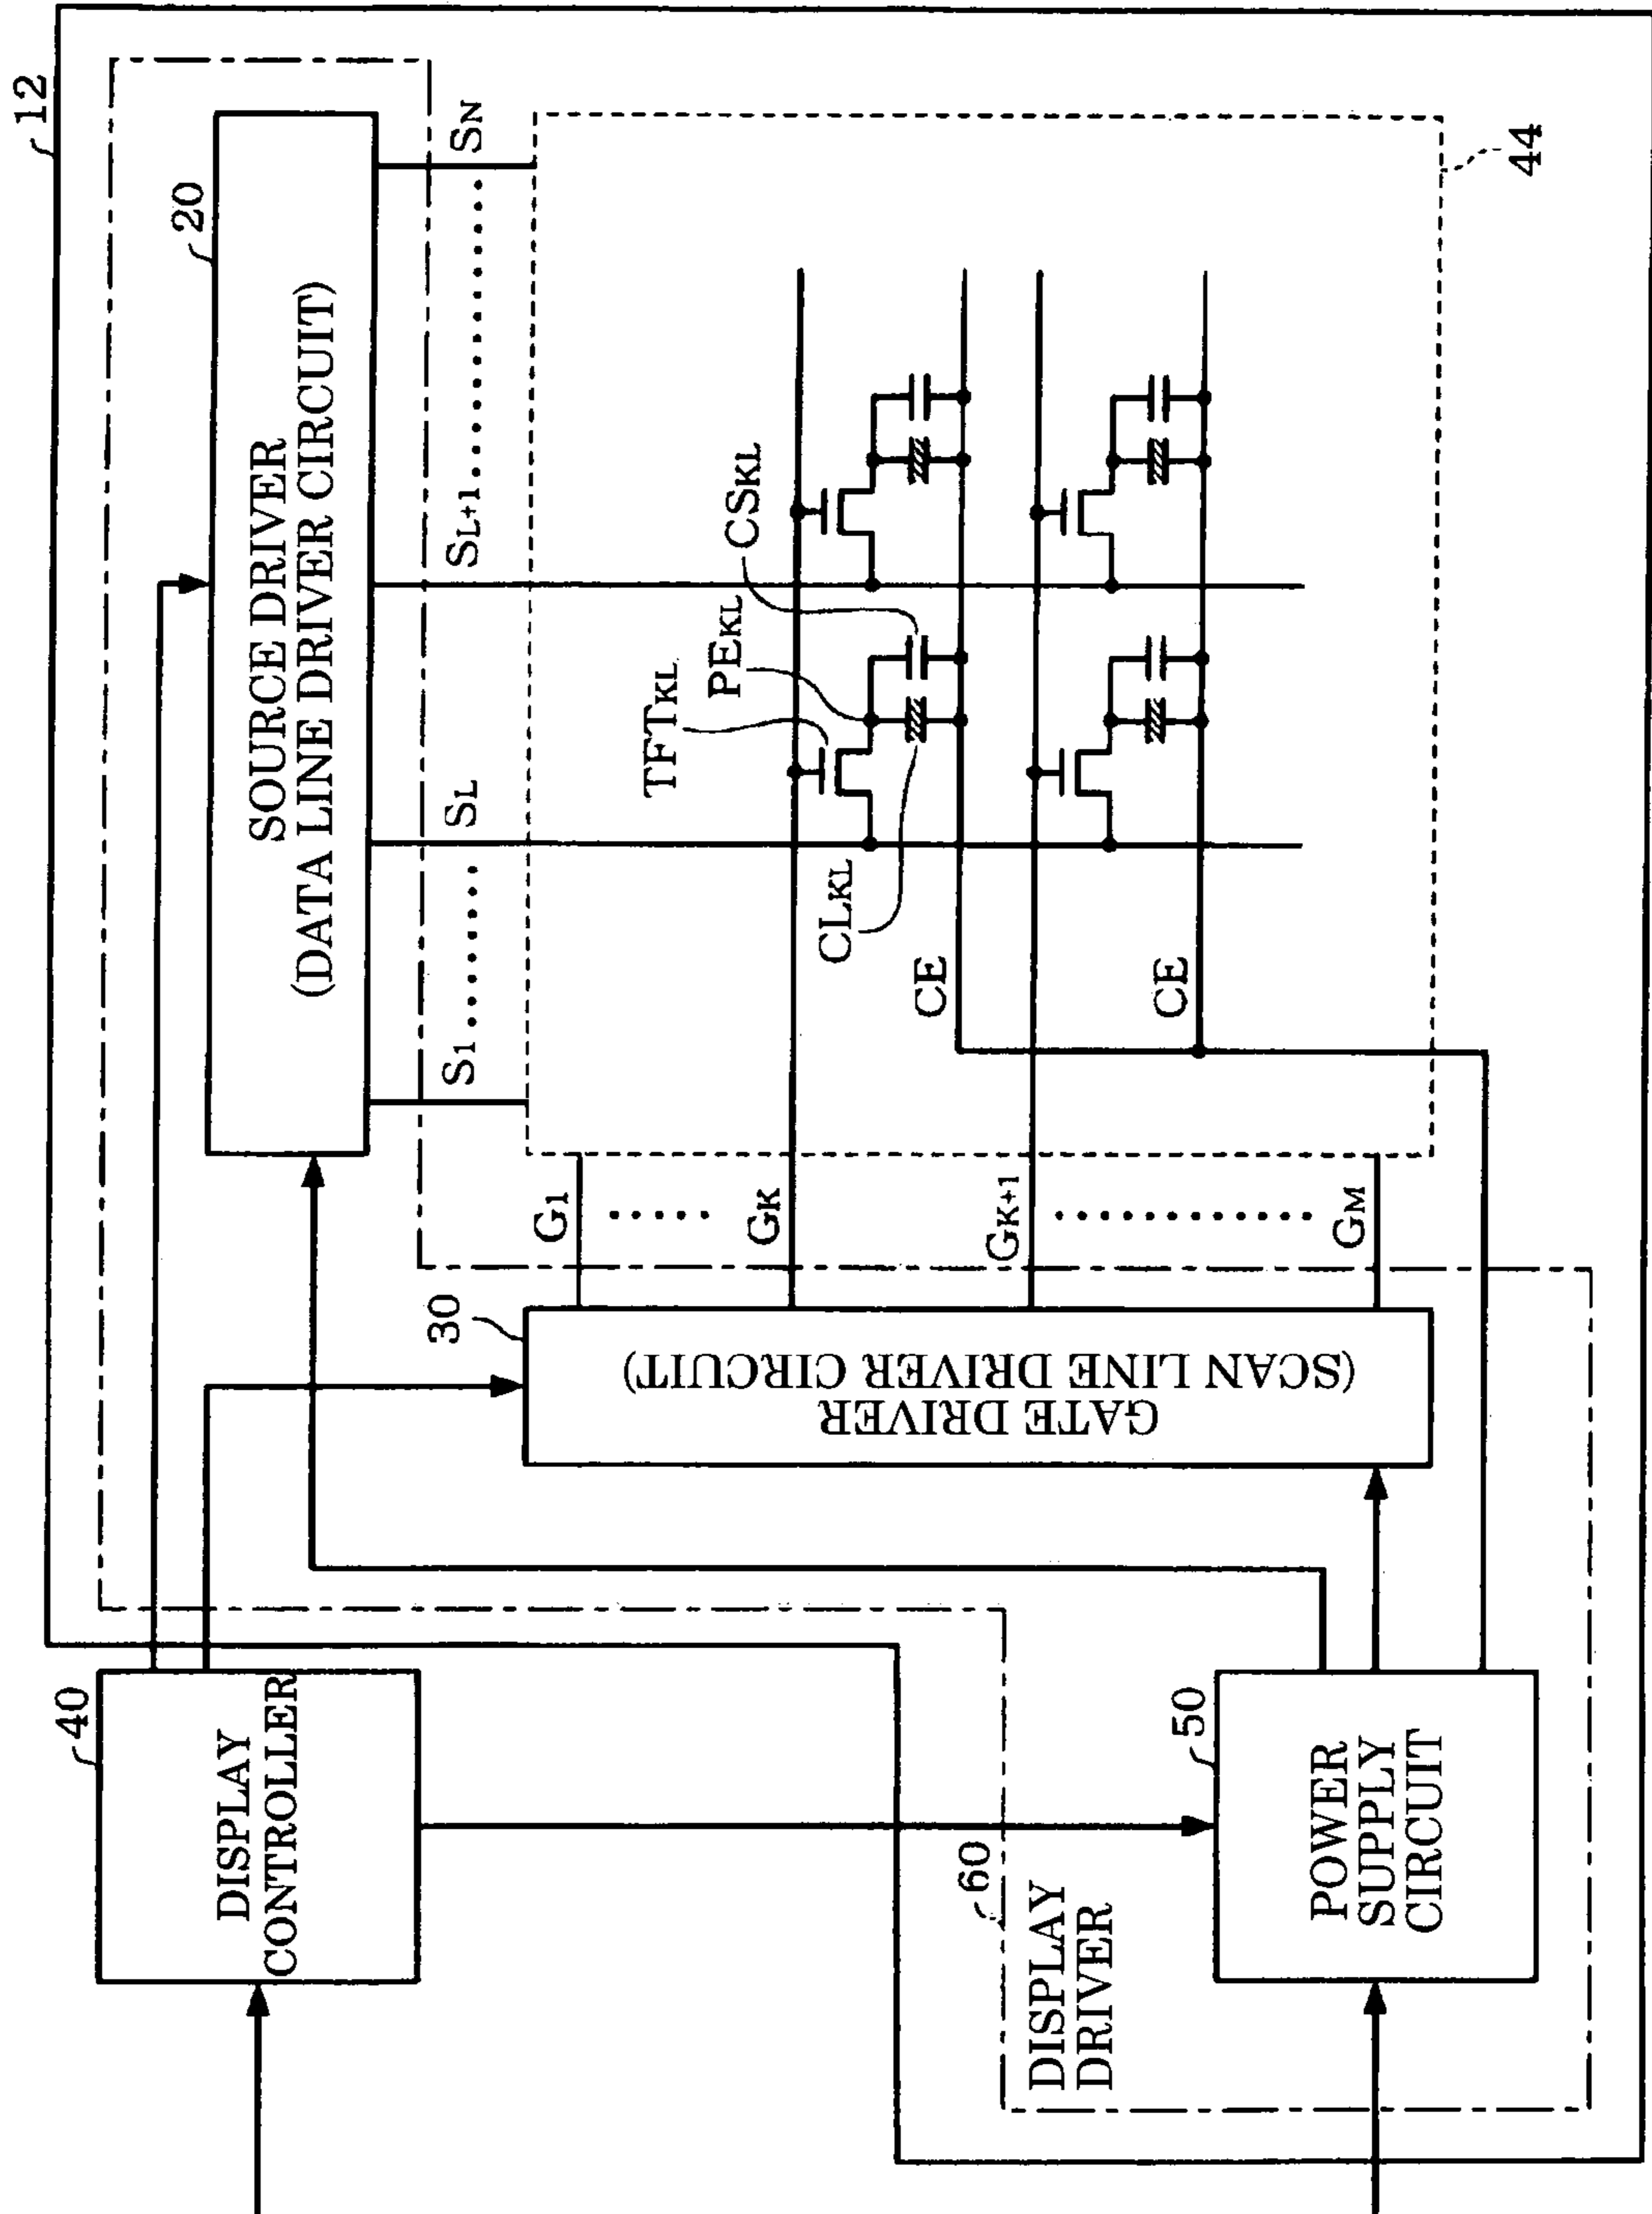 12
20
SOURCE DRIVER
(DATA LINE DRIVER CIRCUIT)
40
DISPLAY
CONTROLLER
S1 ...... SL
SL+1 ............ SN
30
GATE DRIVER
(SCAN LINE DRIVER CIRCUIT)
G1
.....
GK
GK+1
............
GM
TFTKL
PEKL
CSKL
CLKL
CE
CE
44
60
DISPLAY
DRIVER
50
POWER
SUPPLY
CIRCUIT